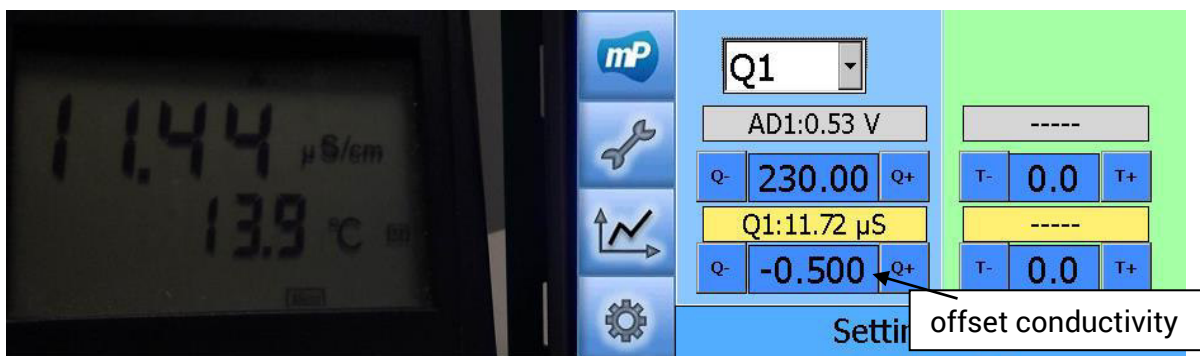 11.44 µS/cm
13.9 °C
mP
Q1
AD1:0.53 V
Q- 230.00 Q+
Q1:11.72 µS
Q- -0.500 Q+
-----
T- 0.0 T+
-----
T- 0.0 T+
offset conductivity